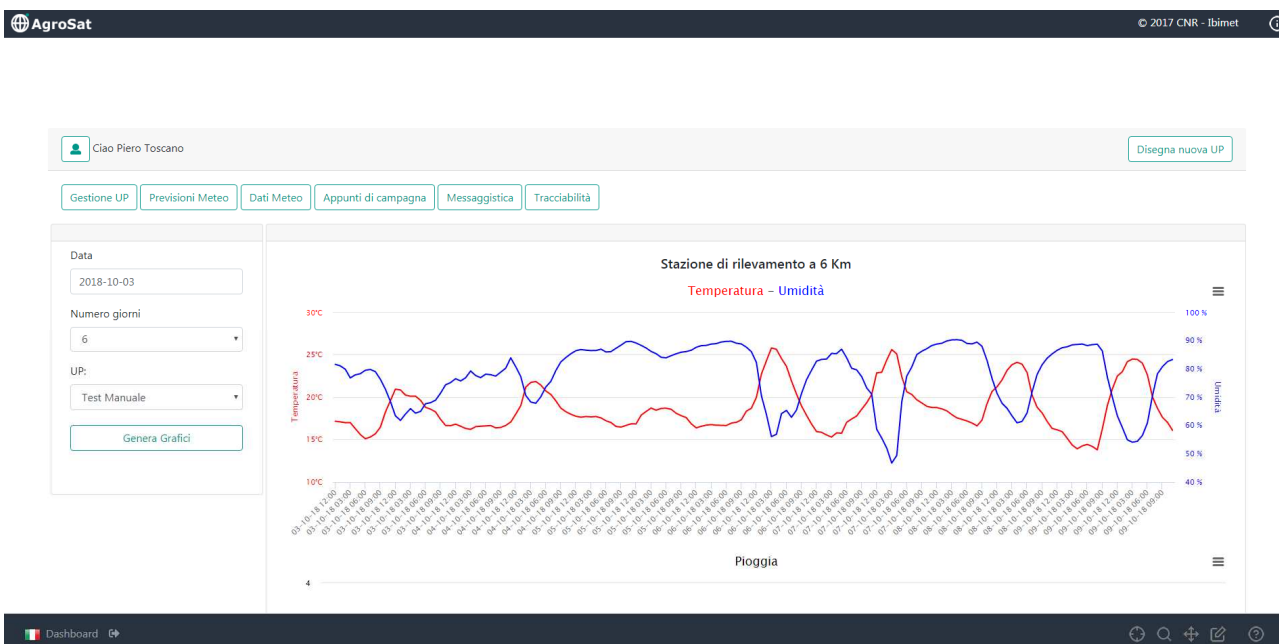 AgroSat
© 2017 CNR - Ibimet
Ciao Piero Toscano
Disegna nuova UP
Gestione UP
Previsioni Meteo
Dati Meteo
Appunti di campagna
Messaggistica
Tracciabilità
Data
2018-10-03
Numero giorni
6
UP:
Test Manuale
Genera Grafici
Stazione di rilevamento a 6 Km
Temperatura – Umidità
30°C
25°C
20°C
15°C
10°C
Temperatura
100 %
90 %
80 %
70 %
60 %
50 %
40 %
Umidità
Pioggia
4
Dashboard